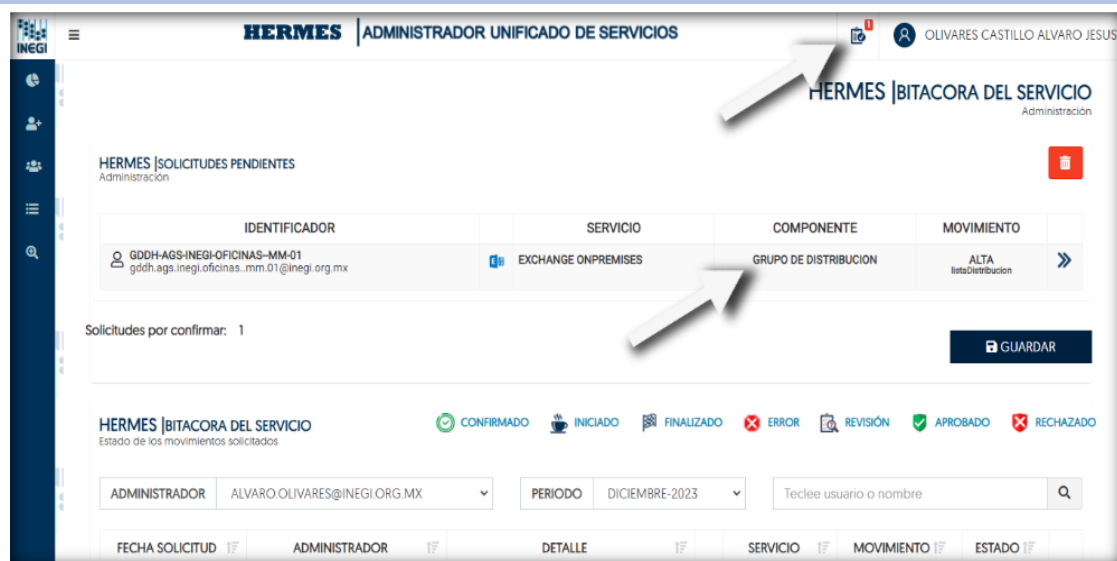 INEGI
HERMES |ADMINISTRADOR UNIFICADO DE SERVICIOS
1
OLIVARES CASTILLO ALVARO JESUS
HERMES |BITACORA DEL SERVICIO
Administración
HERMES |SOLICITUDES PENDIENTES
Administración
IDENTIFICADOR SERVICIO COMPONENTE MOVIMIENTO
GDDH-AGS-INEGI-OFICINAS--MM-01
gddh.ags.inegi.oficinas..mm.01@inegi.org.mx
EXCHANGE ONPREMISES
GRUPO DE DISTRIBUCION
ALTA
listaDistribucion
Solicitudes por confirmar: 1
GUARDAR
HERMES |BITACORA DEL SERVICIO
Estado de los movimientos solicitados
CONFIRMADO INICIADO FINALIZADO ERROR REVISIÓN APROBADO RECHAZADO
ADMINISTRADOR ALVARO.OLIVARES@INEGI.ORG.MX PERIODO DICIEMBRE-2023 Teclee usuario o nombre
FECHA SOLICITUD ADMINISTRADOR DETALLE SERVICIO MOVIMIENTO ESTADO